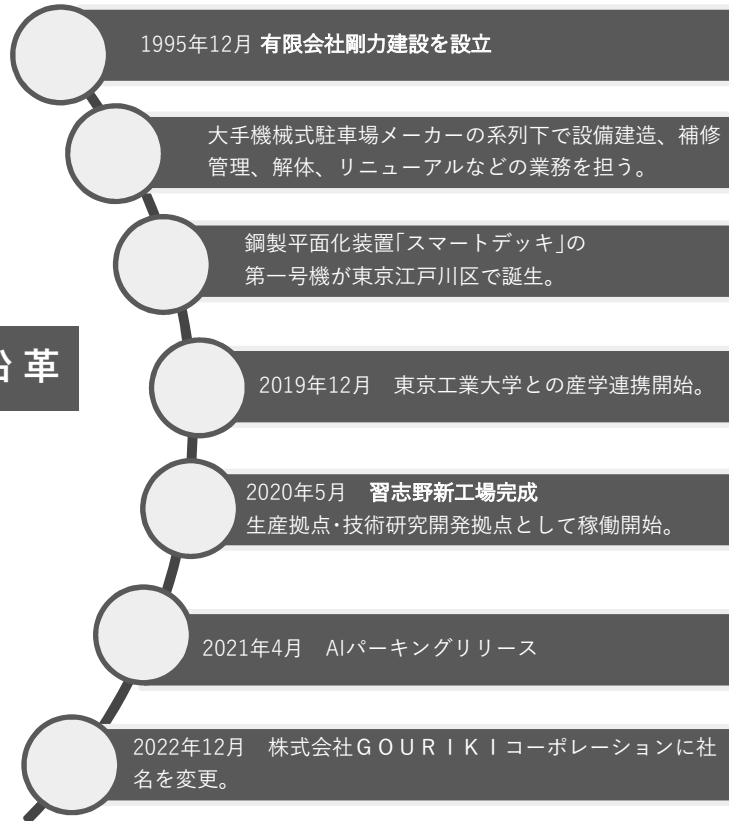 1995年12月 有限会社剛力建設を設立
大手機械式駐車場メーカーの系列下で設備建造、補修
管理、解体、リニューアルなどの業務を担う。
鋼製平面化装置「スマートデッキ」の
第一号機が東京江戸川区で誕生。
沿革
2019年12月　東京工業大学との産学連携開始。
2020年5月　習志野新工場完成
生産拠点・技術研究開発拠点として稼働開始。
2021年4月　AIパーキングリリース
2022年12月　株式会社ＧＯＵＲＩＫＩコーポレーションに社
名を変更。